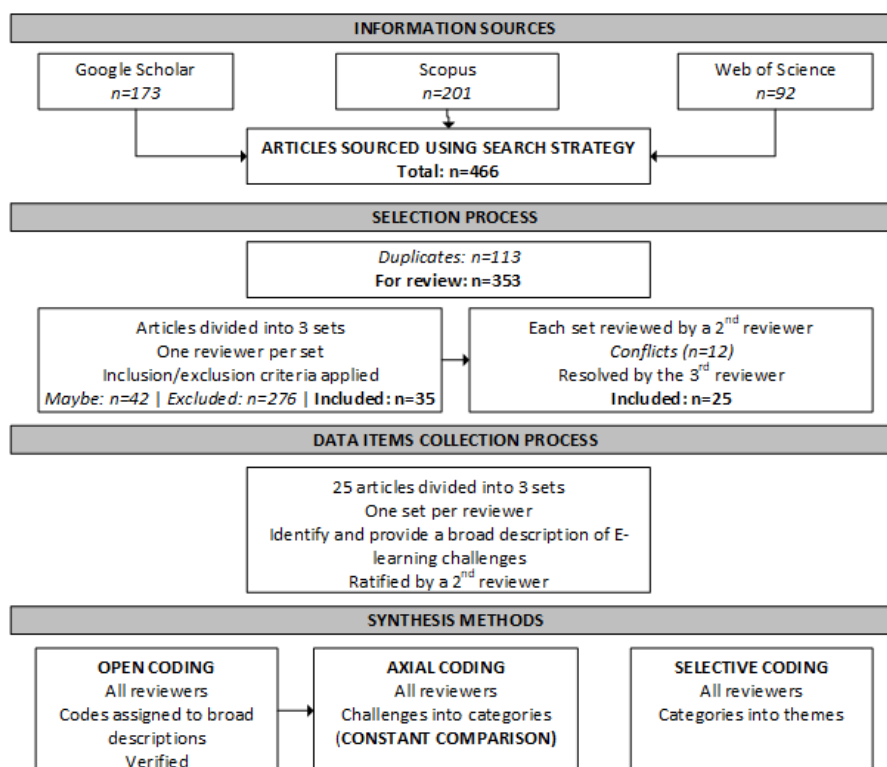 INFORMATION SOURCES
Google Scholar
n=173
Scopus
n=201
Web of Science
n=92
ARTICLES SOURCED USING SEARCH STRATEGY
Total: n=466
SELECTION PROCESS
Duplicates: n=113
For review: n=353
Articles divided into 3 sets
One reviewer per set
Inclusion/exclusion criteria applied
Maybe: n=42 | Excluded: n=276 | Included: n=35
Each set reviewed by a 2nd reviewer
Conflicts (n=12)
Resolved by the 3rd reviewer
Included: n=25
DATA ITEMS COLLECTION PROCESS
25 articles divided into 3 sets
One set per reviewer
Identify and provide a broad description of E-
learning challenges
Ratified by a 2nd reviewer
SYNTHESIS METHODS
OPEN CODING
All reviewers
Codes assigned to broad
descriptions
Verified
AXIAL CODING
All reviewers
Challenges into categories
(CONSTANT COMPARISON)
SELECTIVE CODING
All reviewers
Categories into themes